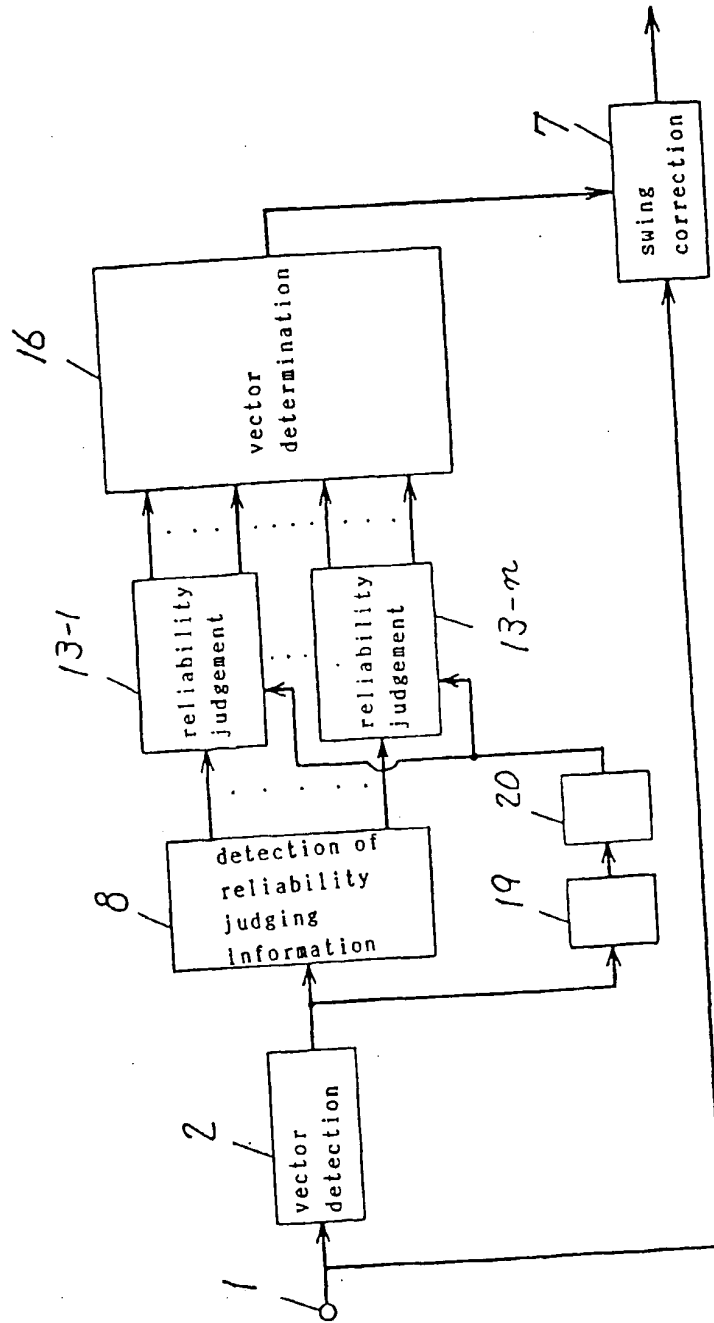 1
2
vector
detection
8
detection of
reliability
judging
information
19
20
13-1
reliability
judgement
13-n
reliability
judgement
16
vector
determination
7
swing
correction